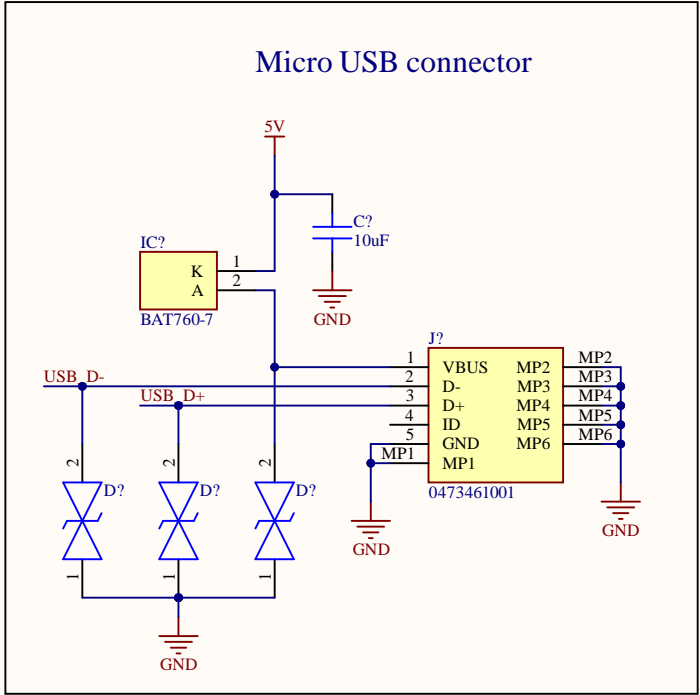 Micro USB connector
5V
C?
10uF
GND
IC?
K 1
A 2
BAT760-7
J?
1 VBUS MP2 MP2
2 D- MP3 MP3
3 D+ MP4 MP4
4 ID MP5 MP5
5 GND MP6 MP6
MP1 MP1
0473461001
USB_D-
USB_D+
2 D? 1
2 D? 1
2 D? 1
GND
GND
GND